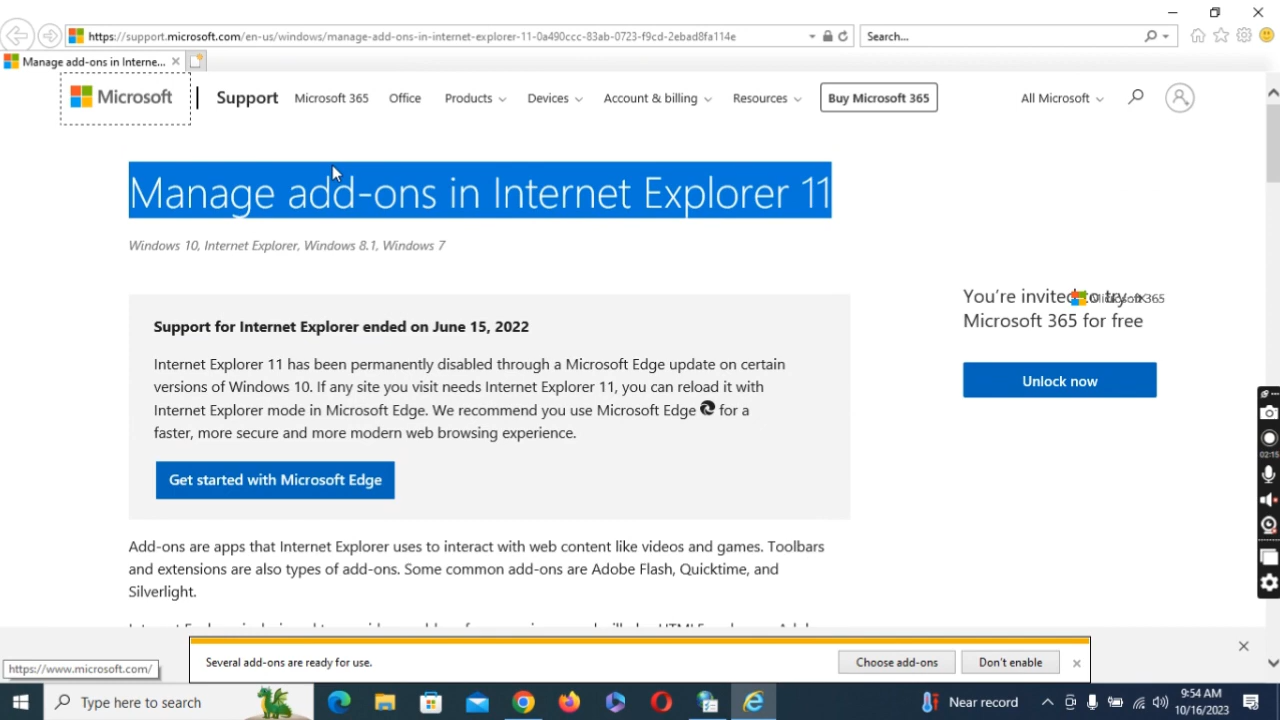 https://support.microsoft.com/en-us/windows/manage-add-ons-in-internet-explorer-11-0a490ccc-83ab-0723-f9cd-2ebad8fa114e
Search...
Manage add-ons in Interne...
Microsoft
Support
Microsoft 365
Office
Products
Devices
Account & billing
Resources
Buy Microsoft 365
All Microsoft
Manage add-ons in Internet Explorer 11
Windows 10, Internet Explorer, Windows 8.1, Windows 7
Support for Internet Explorer ended on June 15, 2022
Internet Explorer 11 has been permanently disabled through a Microsoft Edge update on certain
versions of Windows 10. If any site you visit needs Internet Explorer 11, you can reload it with
Internet Explorer mode in Microsoft Edge. We recommend you use Microsoft Edge for a
faster, more secure and more modern web browsing experience.
Get started with Microsoft Edge
You're invited to try
Microsoft 365
Microsoft 365 for free
Unlock now
02:15
Add-ons are apps that Internet Explorer uses to interact with web content like videos and games. Toolbars
and extensions are also types of add-ons. Some common add-ons are Adobe Flash, Quicktime, and
Silverlight.
Several add-ons are ready for use.
Choose add-ons
Don't enable
https://www.microsoft.com/
Type here to search
Near record
9:54 AM
10/16/2023